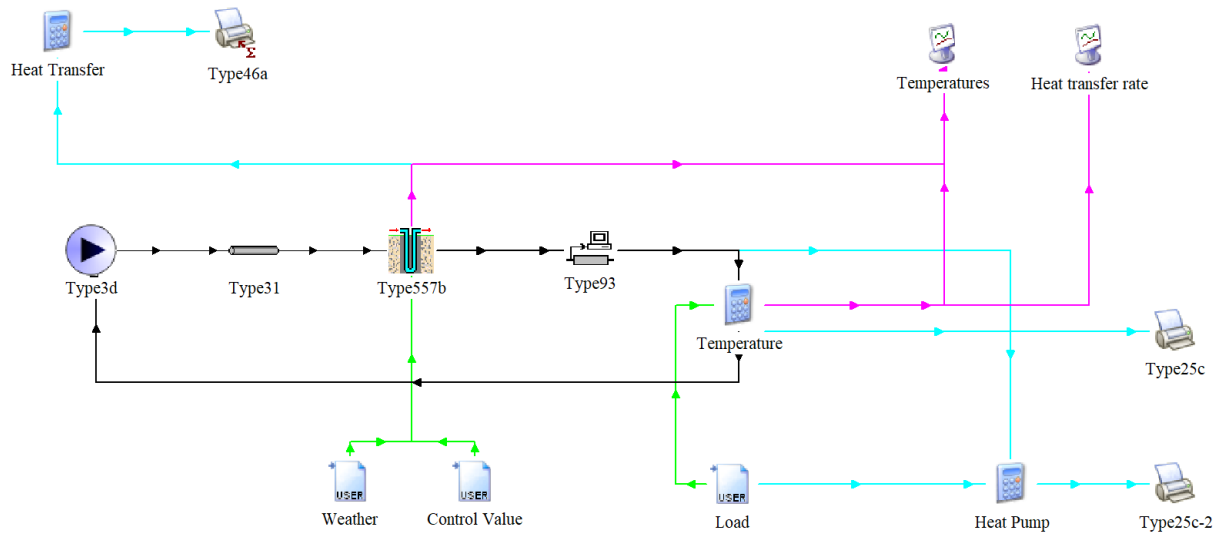 Heat Transfer
Type46a
Σ
Temperatures
Heat transfer rate
Type3d
Type31
Type557b
Type93
Temperature
Type25c
USER
Weather
USER
Control Value
USER
Load
Heat Pump
Type25c-2